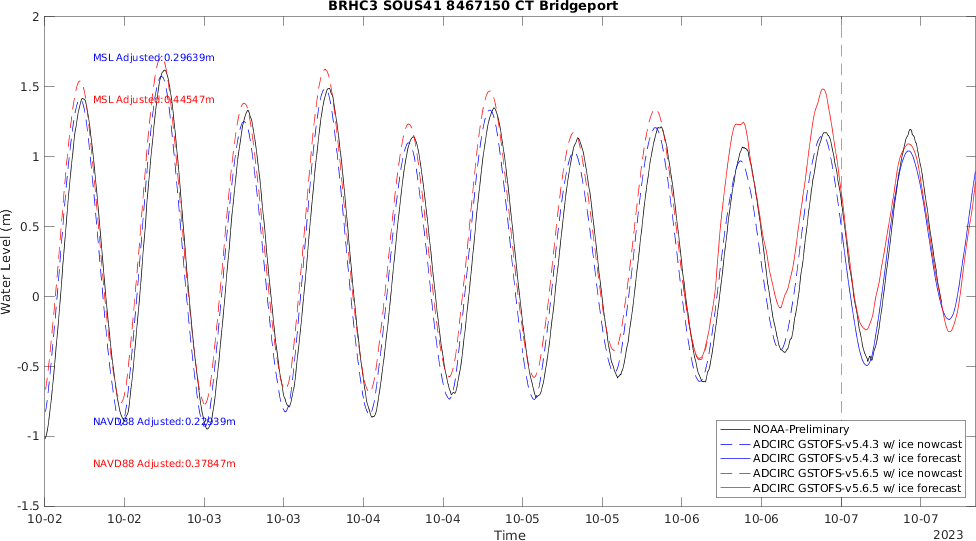 BRHC3 SOUS41 8467150 CT Bridgeport
2
MSL Adjusted:0.29639m
1.5
MSL Adjusted:0.44547m
1
0.5
Water Level (m)
0
-0.5
NAVD88 Adjusted:0.22939m
-1
NAVD88 Adjusted:0.37847m
-1.5
NOAA-Preliminary
ADCIRC GSTOFS-v5.4.3 w/ ice nowcast
ADCIRC GSTOFS-v5.4.3 w/ ice forecast
ADCIRC GSTOFS-v5.6.5 w/ ice nowcast
ADCIRC GSTOFS-v5.6.5 w/ ice forecast
10-02 10-02 10-03 10-03 10-04 10-04 10-05 10-05 10-06 10-06 10-07 10-07
Time
2023